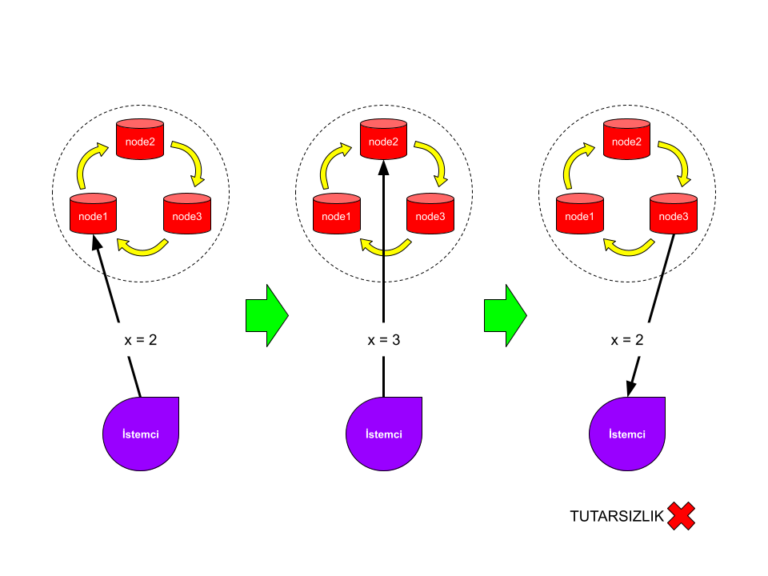 node2
node1
node3
x = 2
İstemci
node2
node1
node3
x = 3
İstemci
node2
node1
node3
x = 2
İstemci
TUTARSIZLIK